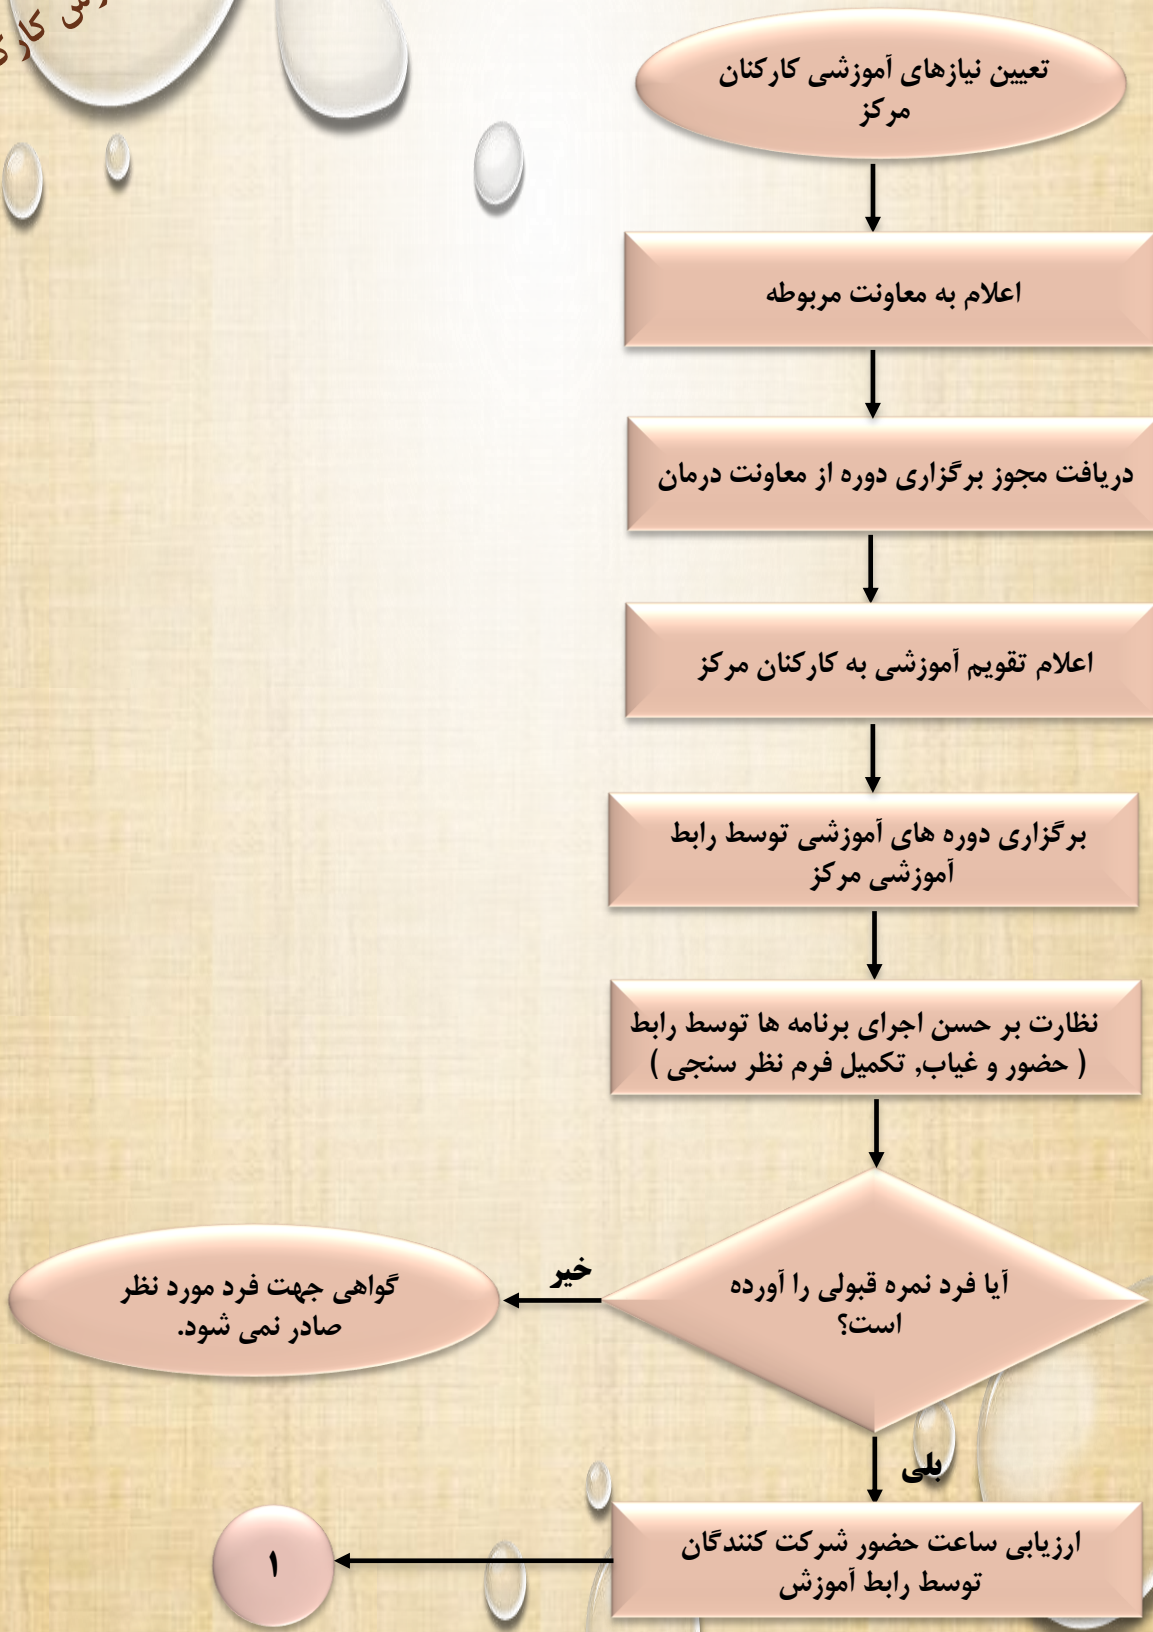 تعیین نیازهای آموزشی کارکنان
مرکز
اعلام به معاونت مربوطه
دریافت مجوز برگزاری دوره از معاونت درمان
اعلام تقویم آموزشی به کارکنان مرکز
برگزاری دوره های آموزشی توسط رابط
آموزشی مرکز
نظارت بر حسن اجرای برنامه ها توسط رابط
( حضور و غیاب, تکمیل فرم نظر سنجی )
آیا فرد نمره قبولی را آورده
است؟
خیر
گواهی جهت فرد مورد نظر
صادر نمی شود.
بلی
ارزیابی ساعت حضور شرکت کنندگان
توسط رابط آموزش
۱